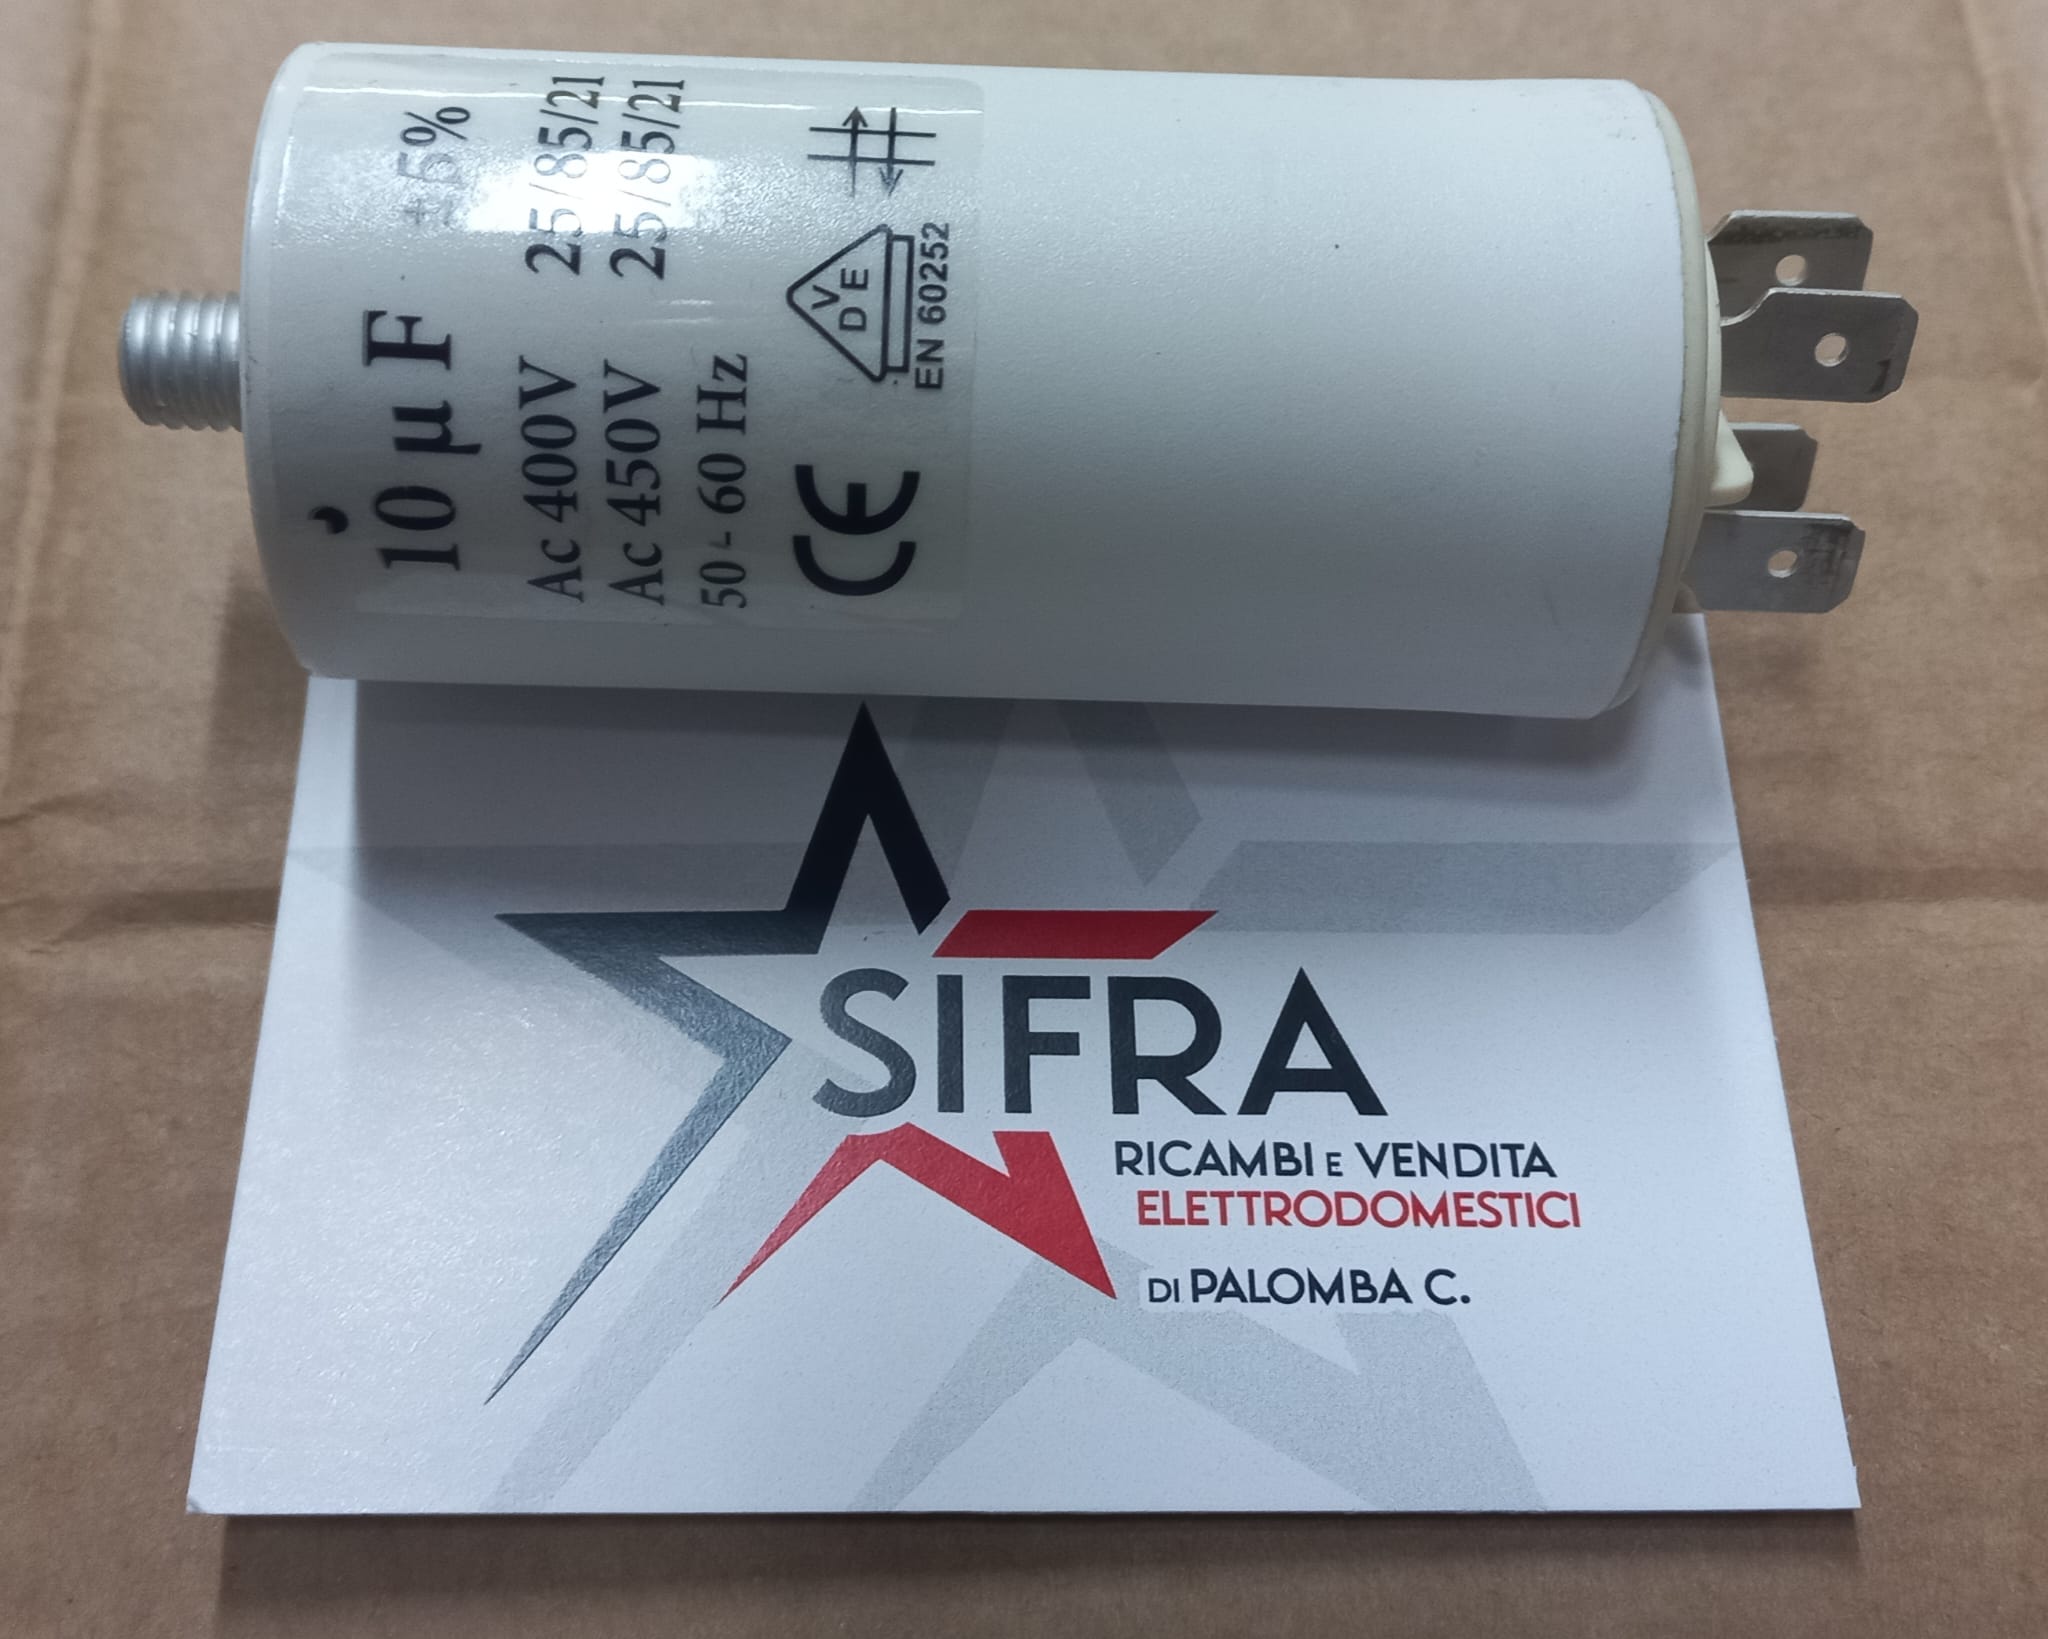 10 µF ±5%
Ac 400V 25/85/21
Ac 450V 25/85/21
50 - 60 Hz
CE
VDE
EN 60252
SIFRA
RICAMBI E VENDITA
ELETTRODOMESTICI
DI PALOMBA C.